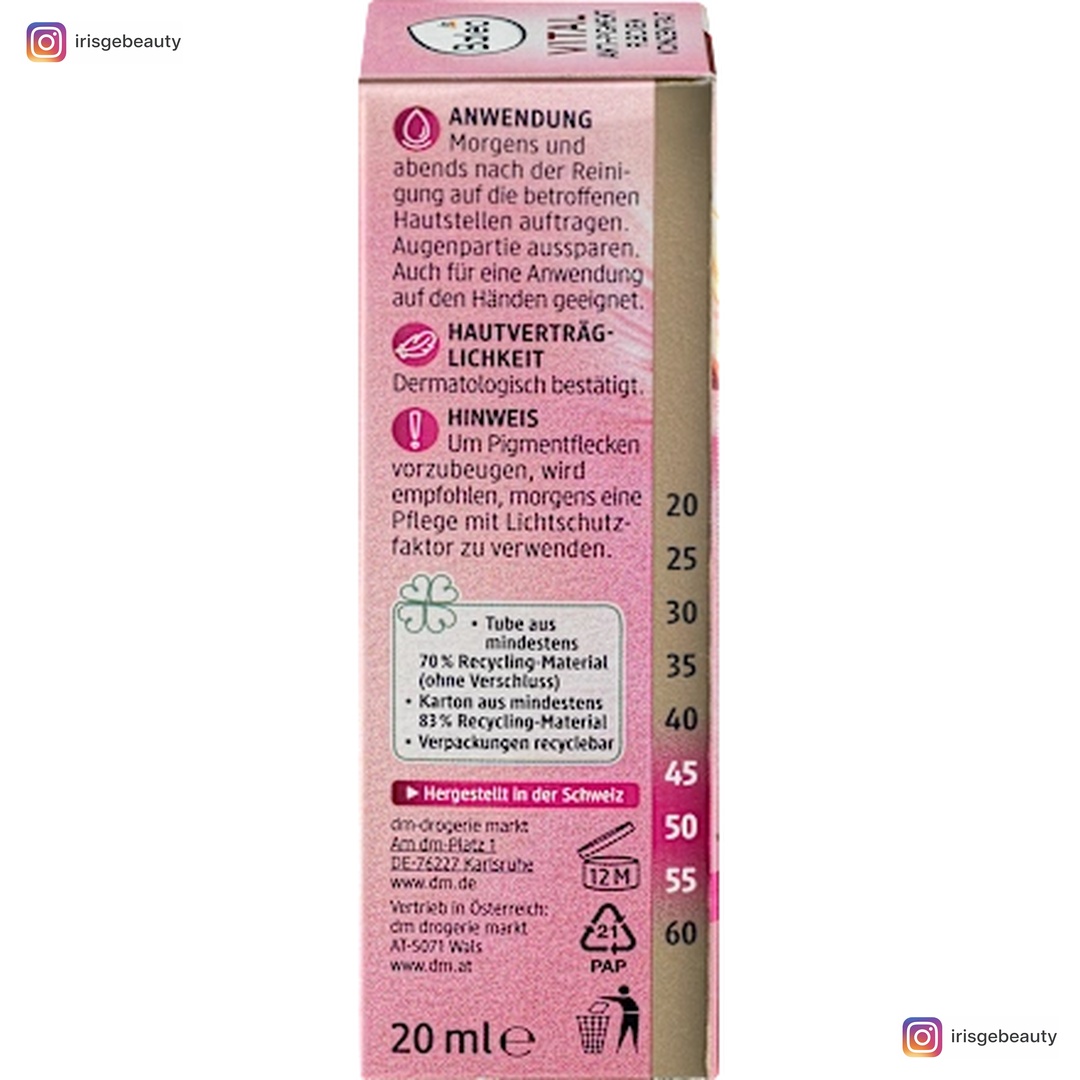 irisgebeauty
Balea
VITAL
KONZENTRAT
ANWENDUNG
Morgens und
abends nach der Reini-
gung auf die betroffenen
Hautstellen auftragen.
Augenpartie aussparen.
Auch für eine Anwendung
auf den Händen geeignet.
HAUTVERTRÄG-
LICHKEIT
Dermatologisch bestätigt.
HINWEIS
Um Pigmentflecken
vorzubeugen, wird
empfohlen, morgens eine
Pflege mit Lichtschutz-
faktor zu verwenden.
• Tube aus
mindestens
70 % Recycling-Material
(ohne Verschluss)
• Karton aus mindestens
83 % Recycling-Material
• Verpackungen recyclebar
Hergestellt in der Schweiz
dm-drogerie markt
Am dm-Platz 1
DE-76227 Karlsruhe
www.dm.de
Vertrieb in Österreich:
dm drogerie markt
AT-5071 Wals
www.dm.at
12 M
21
PAP
20 ml ℮
20
25
30
35
40
45
50
55
60
irisgebeauty